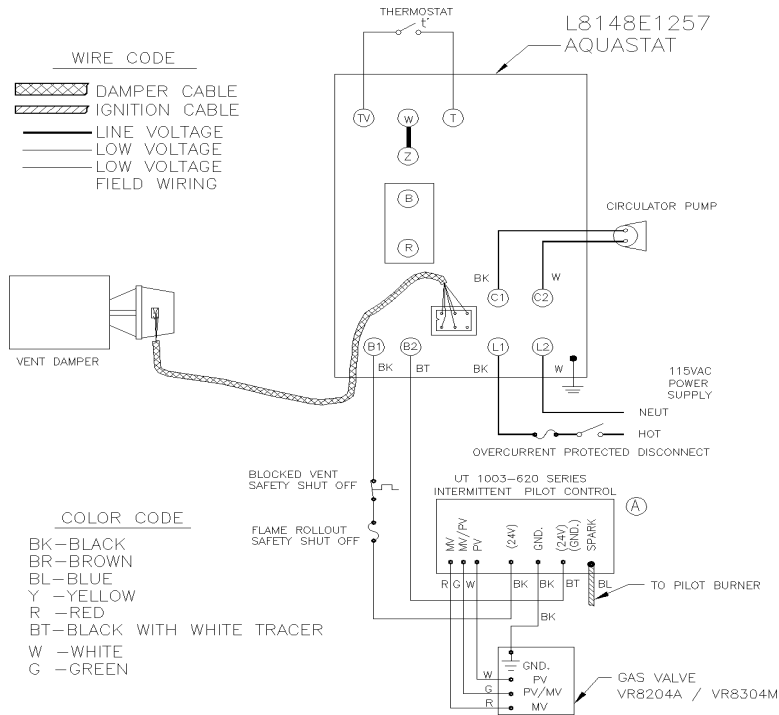 THERMOSTAT
t°
L8148E1257
AQUASTAT
WIRE CODE
DAMPER CABLE
IGNITION CABLE
LINE VOLTAGE
LOW VOLTAGE
LOW VOLTAGE
FIELD WIRING
TV
W
T
Z
B
R
CIRCULATOR PUMP
BK
W
C1
C2
VENT DAMPER
B1
B2
L1
L2
BK
BT
BK
W
115VAC
POWER
SUPPLY
NEUT
HOT
OVERCURRENT PROTECTED DISCONNECT
BLOCKED VENT
SAFETY SHUT OFF
FLAME ROLLOUT
SAFETY SHUT OFF
UT 1003-620 SERIES
INTERMITTENT PILOT CONTROL
A
MV
MV/PV
PV
(24V)
GND.
(24V)
(GND.)
SPARK
R G W
BK
BK
BT
BL
TO PILOT BURNER
BK
COLOR CODE
BK-BLACK
BR-BROWN
BL-BLUE
Y -YELLOW
R -RED
BT-BLACK WITH WHITE TRACER
W -WHITE
G -GREEN
GND.
W
PV
G
PV/MV
R
MV
GAS VALVE
VR8204A / VR8304M